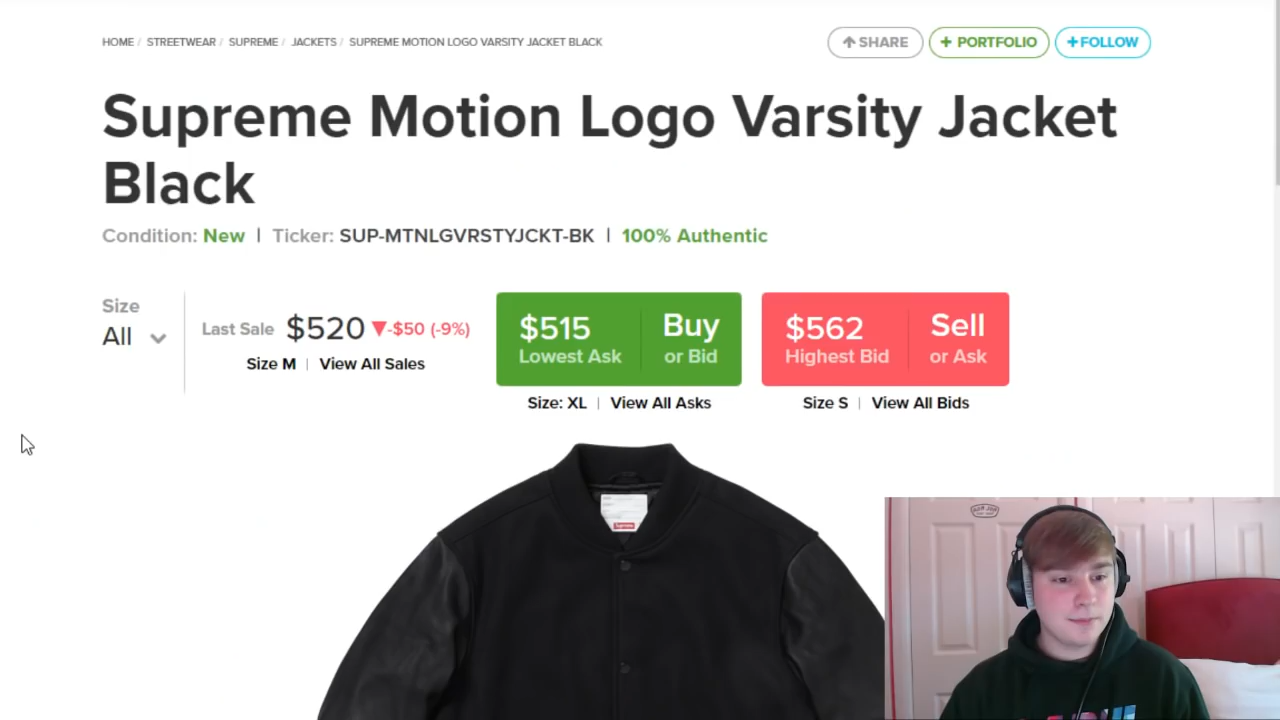 HOME / STREETWEAR / SUPREME / JACKETS / SUPREME MOTION LOGO VARSITY JACKET BLACK
SHARE
+ PORTFOLIO
+FOLLOW
Supreme Motion Logo Varsity Jacket
Black
Condition: New | Ticker: SUP-MTNLGVRSTYJCKT-BK | 100% Authentic
Size
All
Last Sale $520 ▼-$50 (-9%)
Size M | View All Sales
$515 Buy
Lowest Ask or Bid
Size: XL | View All Asks
$562 Sell
Highest Bid or Ask
Size S | View All Bids
Supreme